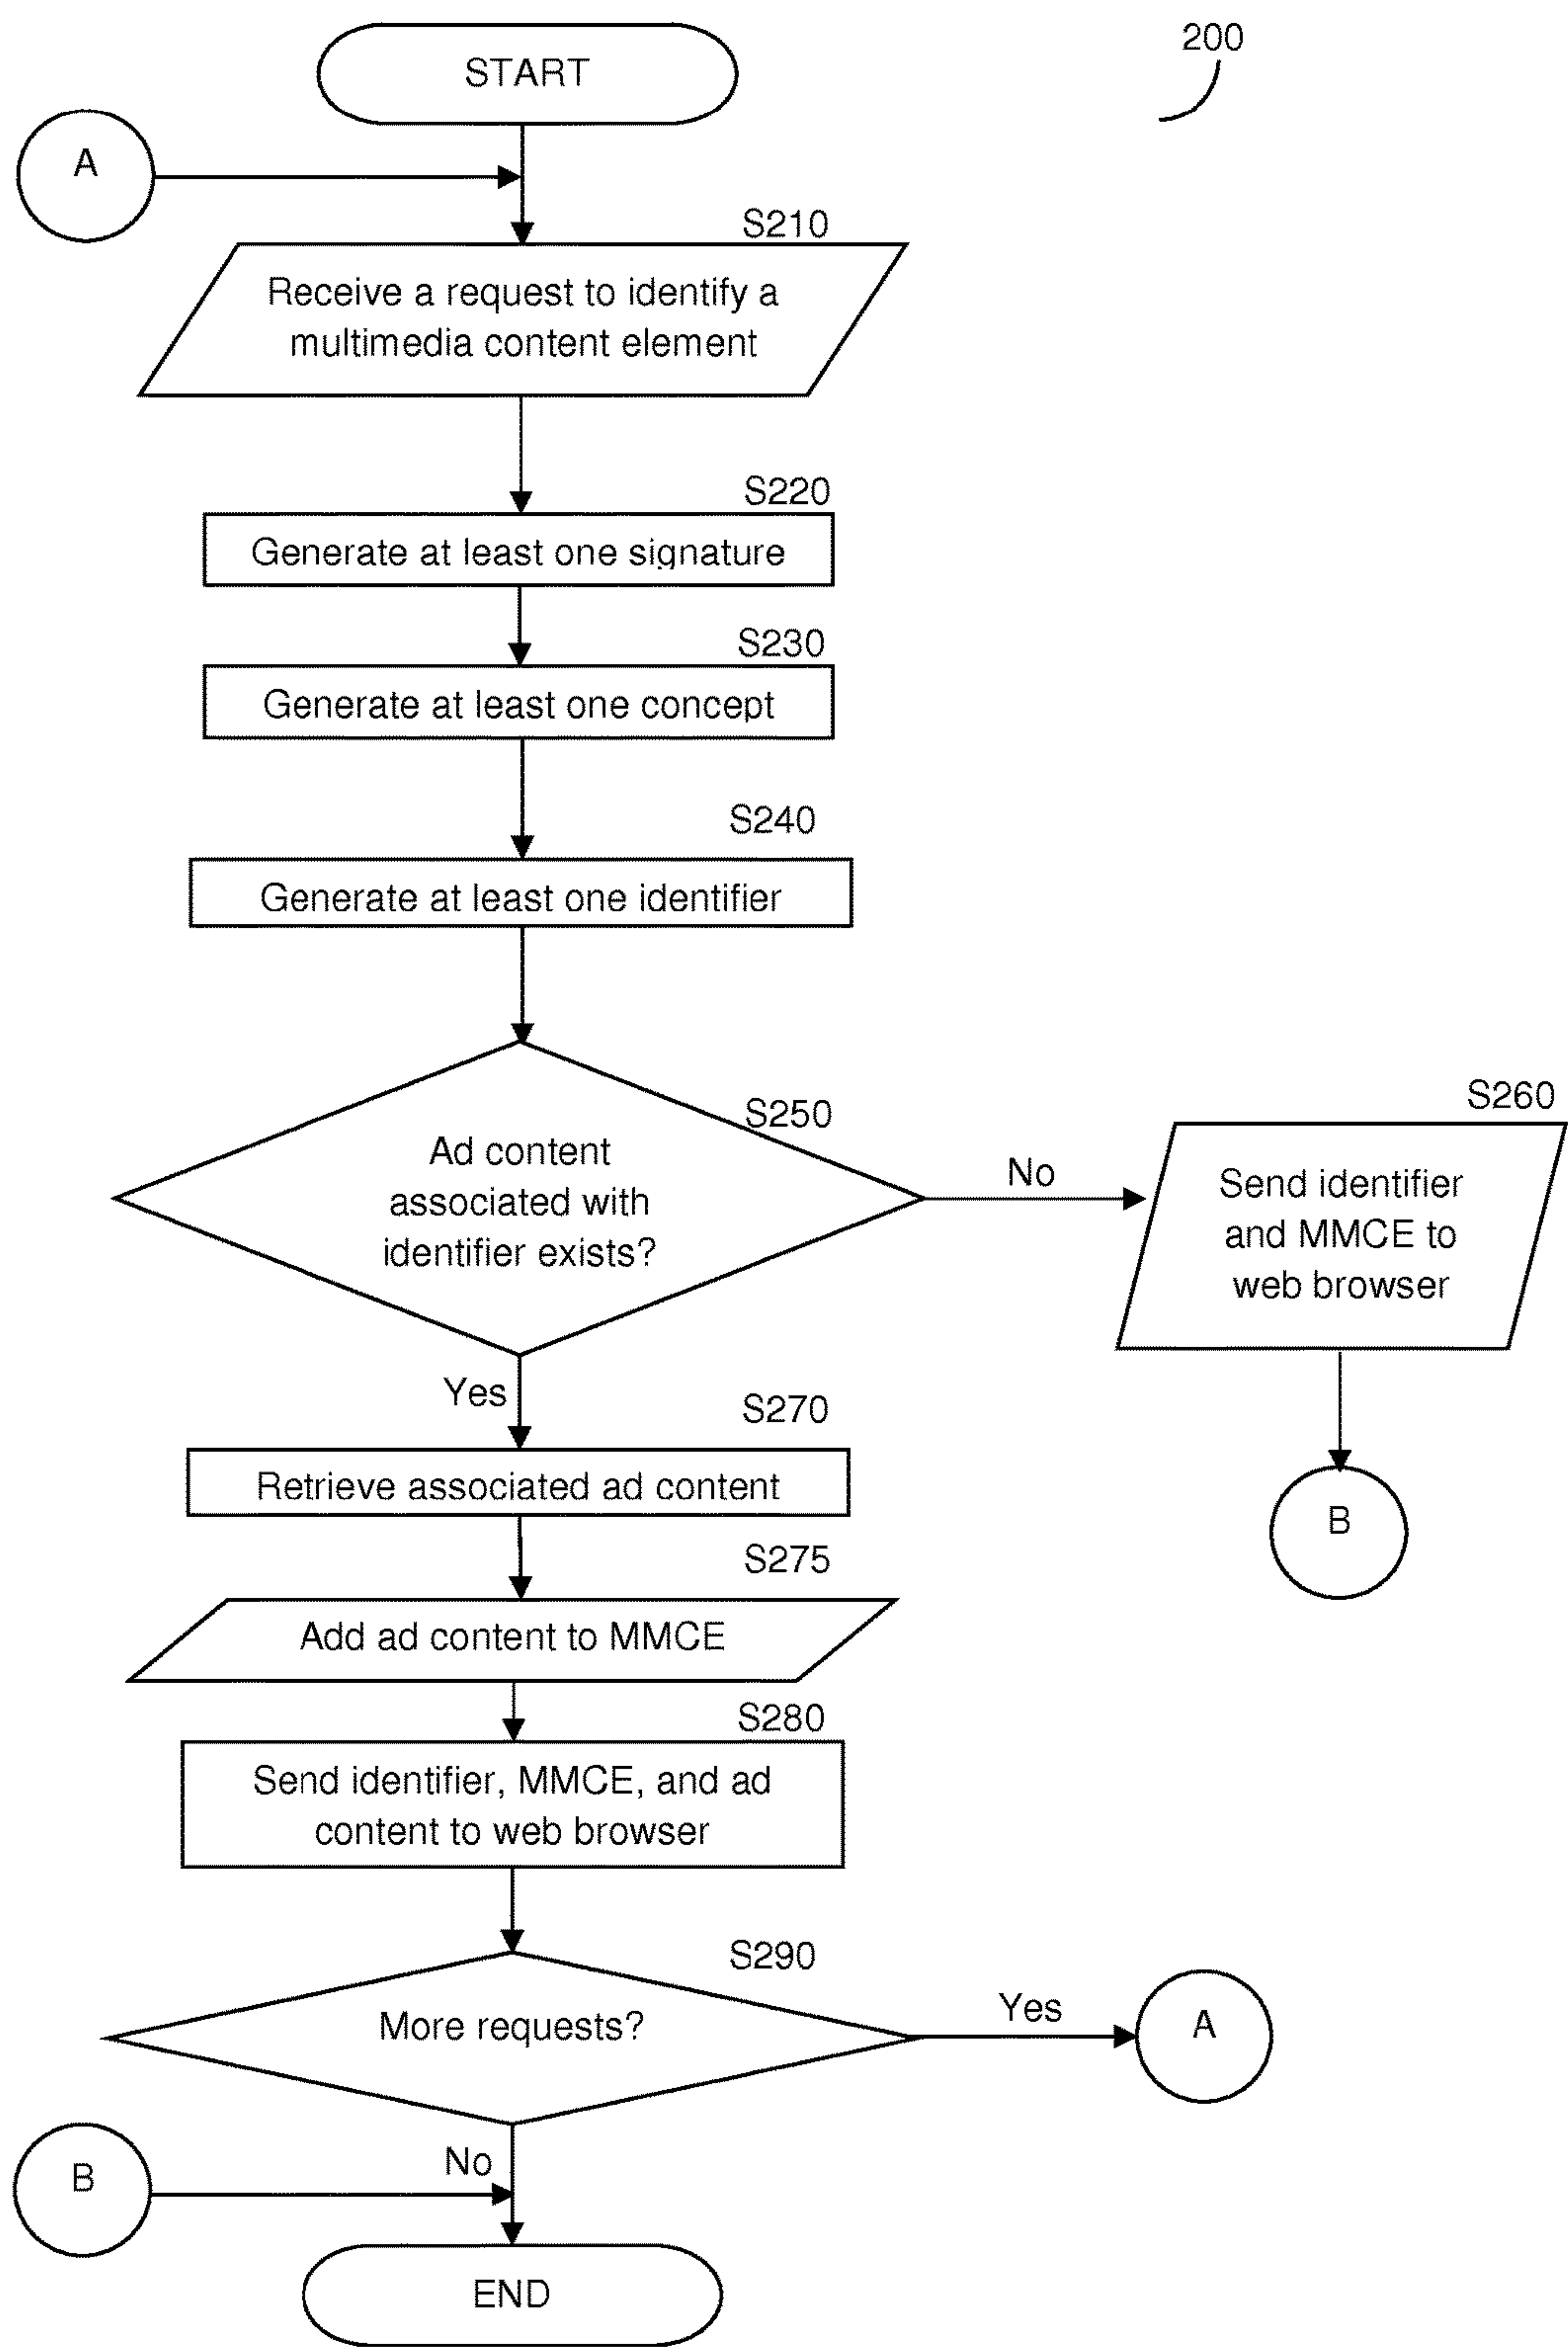 START
200
A
S210
Receive a request to identify a
multimedia content element
S220
Generate at least one signature
S230
Generate at least one concept
S240
Generate at least one identifier
S250
Ad content
associated with
identifier exists?
No
S260
Send identifier
and MMCE to
web browser
Yes
B
S270
Retrieve associated ad content
S275
Add ad content to MMCE
S280
Send identifier, MMCE, and ad
content to web browser
S290
More requests?
Yes
A
No
B
END